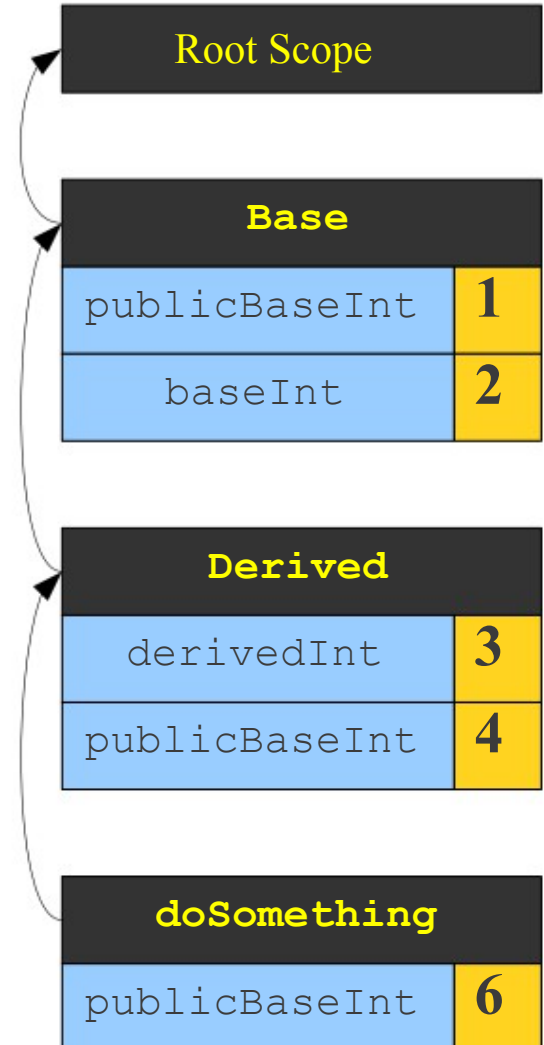 Root Scope
Base
publicBaseInt 1
baseInt 2
Derived
derivedInt 3
publicBaseInt 4
doSomething
publicBaseInt 6